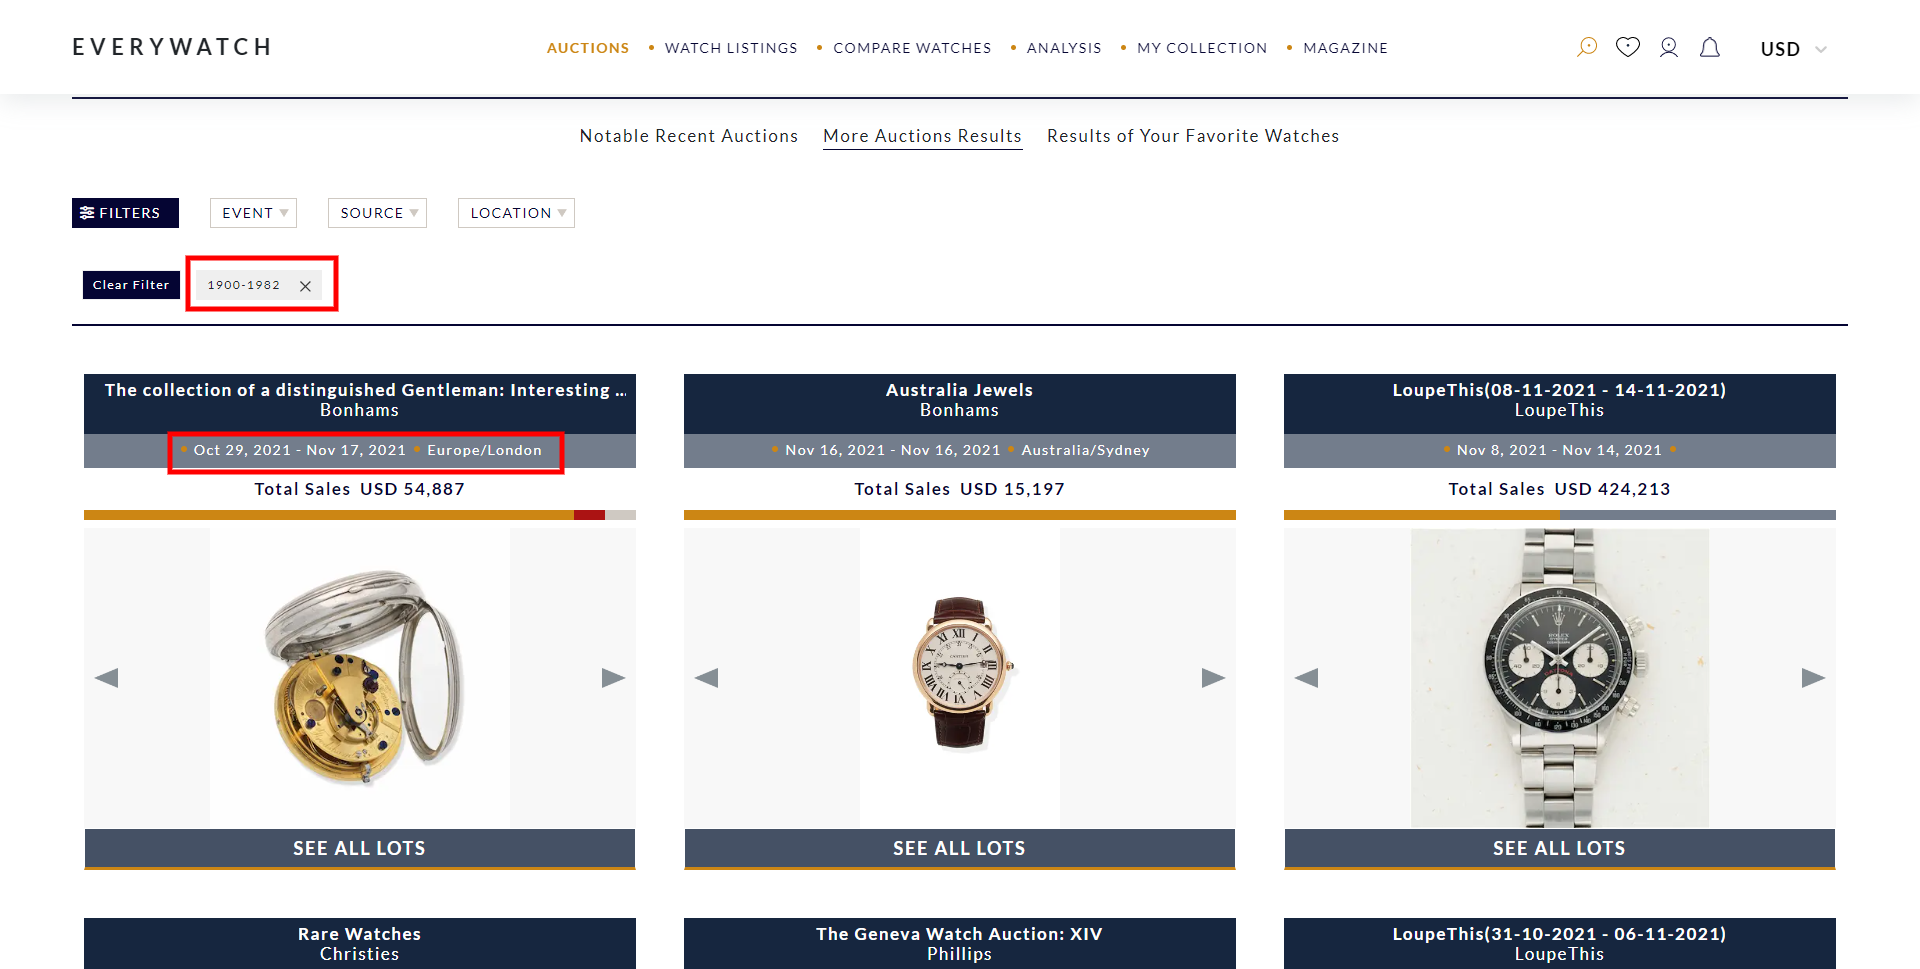 EVERYWATCH
AUCTIONS • WATCH LISTINGS • COMPARE WATCHES • ANALYSIS • MY COLLECTION • MAGAZINE
USD
Notable Recent Auctions More Auctions Results Results of Your Favorite Watches
FILTERS EVENT SOURCE LOCATION
Clear Filter 1900-1982
The collection of a distinguished Gentleman: Interesting ...
Bonhams
• Oct 29, 2021 - Nov 17, 2021 • Europe/London
Total Sales USD 54,887
SEE ALL LOTS
Australia Jewels
Bonhams
• Nov 16, 2021 - Nov 16, 2021 • Australia/Sydney
Total Sales USD 15,197
SEE ALL LOTS
LoupeThis(08-11-2021 - 14-11-2021)
LoupeThis
• Nov 8, 2021 - Nov 14, 2021 •
Total Sales USD 424,213
ROLEX
SEE ALL LOTS
Rare Watches
Christies
The Geneva Watch Auction: XIV
Phillips
LoupeThis(31-10-2021 - 06-11-2021)
LoupeThis